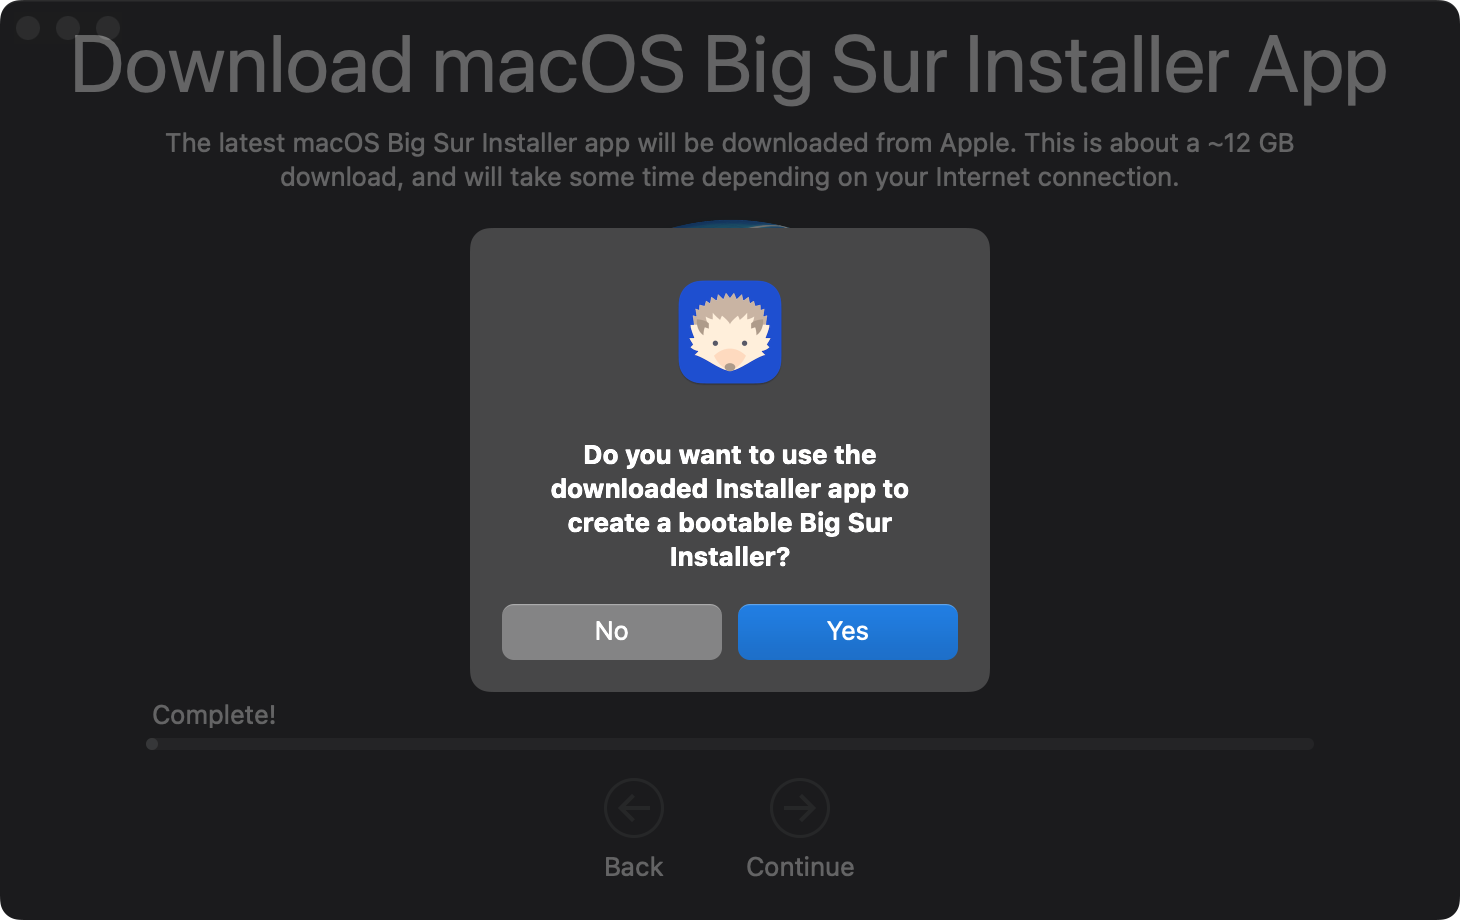 Download macOS Big Sur Installer App
The latest macOS Big Sur Installer app will be downloaded from Apple. This is about a ~12 GB
download, and will take some time depending on your Internet connection.
Do you want to use the
downloaded Installer app to
create a bootable Big Sur
Installer?
No
Yes
Complete!
Back
Continue